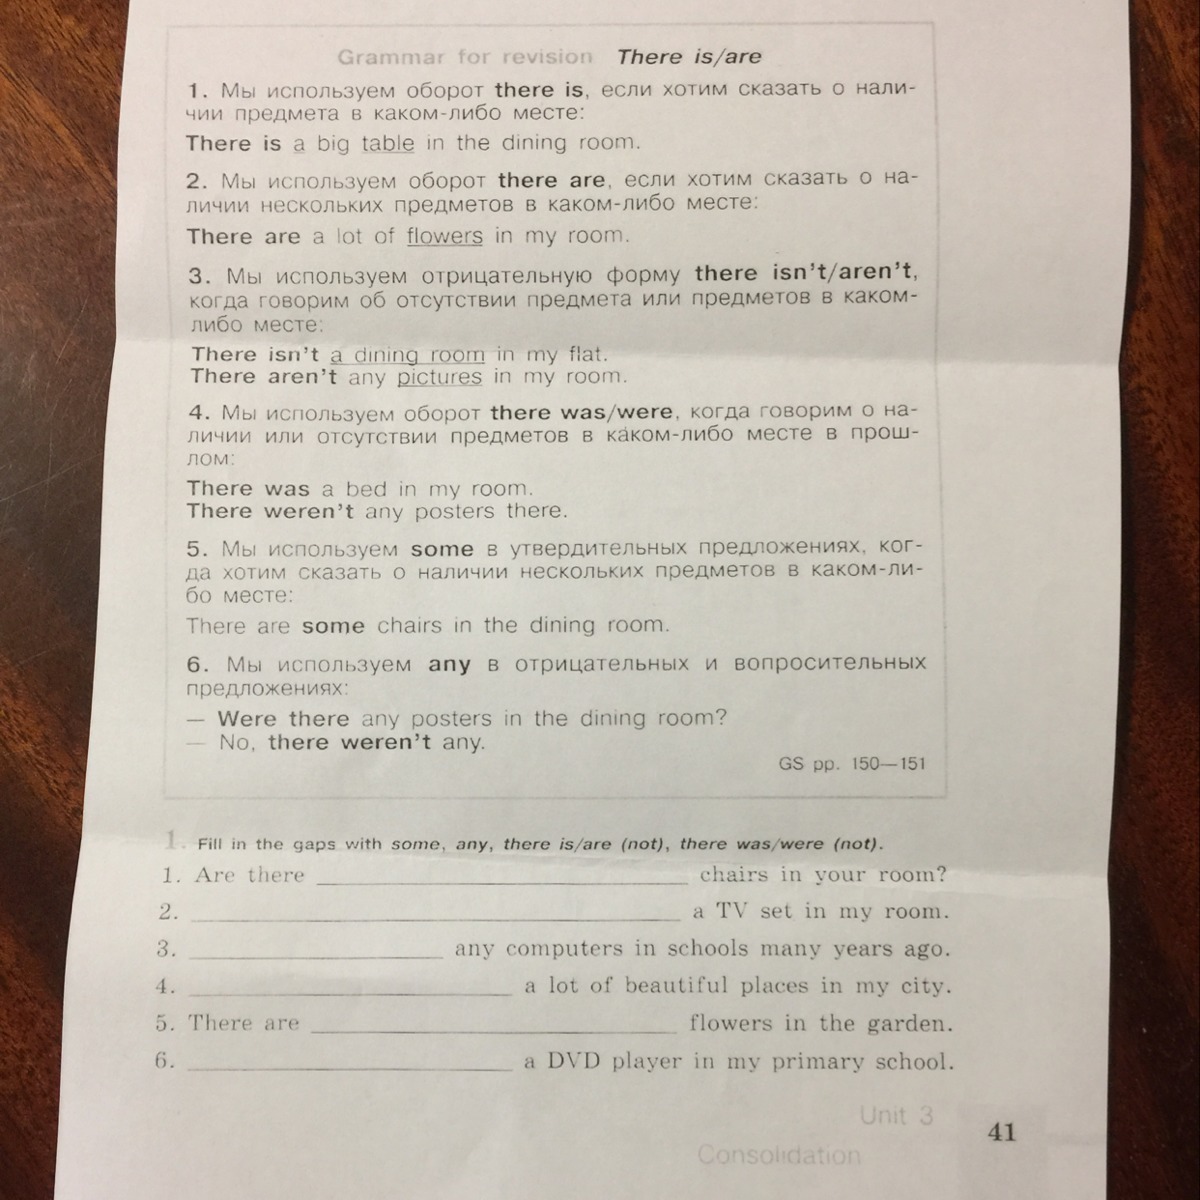 Grammar for revision There is/are
1. Мы используем оборот there is, если хотим сказать о нали-
чии предмета в каком-либо месте:
There is a big table in the dining room.
2. Мы используем оборот there are, если хотим сказать о на-
личии нескольких предметов в каком-либо месте:
There are a lot of flowers in my room.
3. Мы используем отрицательную форму there isn't/aren't,
когда говорим об отсутствии предмета или предметов в каком-
либо месте:
There isn't a dining room in my flat.
There aren't any pictures in my room.
4. Мы используем оборот there was/were, когда говорим о на-
личии или отсутствии предметов в каком-либо месте в прош-
лом:
There was a bed in my room.
There weren't any posters there.
5. Мы используем some в утвердительных предложениях, ког-
да хотим сказать о наличии нескольких предметов в каком-ли-
бо месте:
There are some chairs in the dining room.
6. Мы используем any в отрицательных и вопросительных
предложениях:
— Were there any posters in the dining room?
— No, there weren't any.
GS pp. 150—151
1. Fill in the gaps with some, any, there is/are (not), there was/were (not).
1. Are there ____ chairs in your room?
2. ____ a TV set in my room.
3. ____ any computers in schools many years ago.
4. ____ a lot of beautiful places in my city.
5. There are ____ flowers in the garden.
6. ____ a DVD player in my primary school.
Unit 3
41
Consolidation